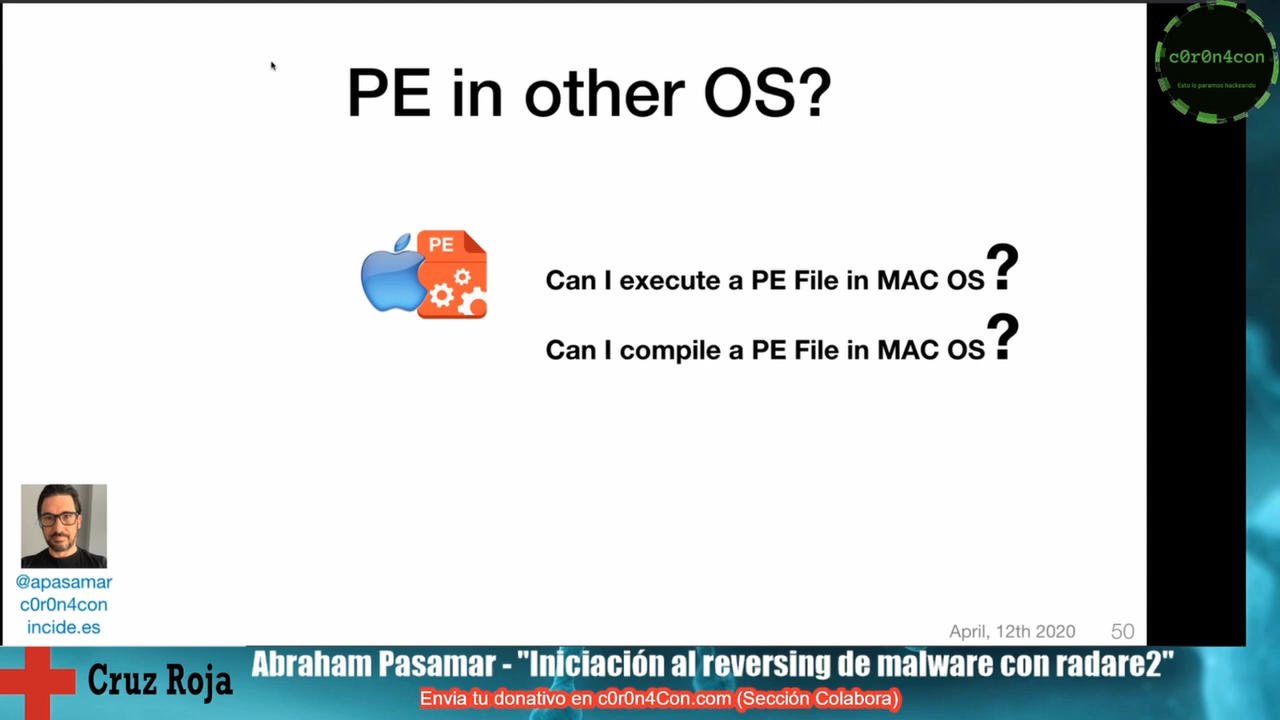 PE in other OS?
c0r0n4con
Esto lo paramos hackeando
PE
Can I execute a PE File in MAC OS?
Can I compile a PE File in MAC OS?
@apasamar
c0r0n4con
incide.es
April, 12th 2020 50
Cruz Roja
Abraham Pasamar - "Iniciación al reversing de malware con radare2"
Envia tu donativo en c0r0n4Con.com (Sección Colabora)